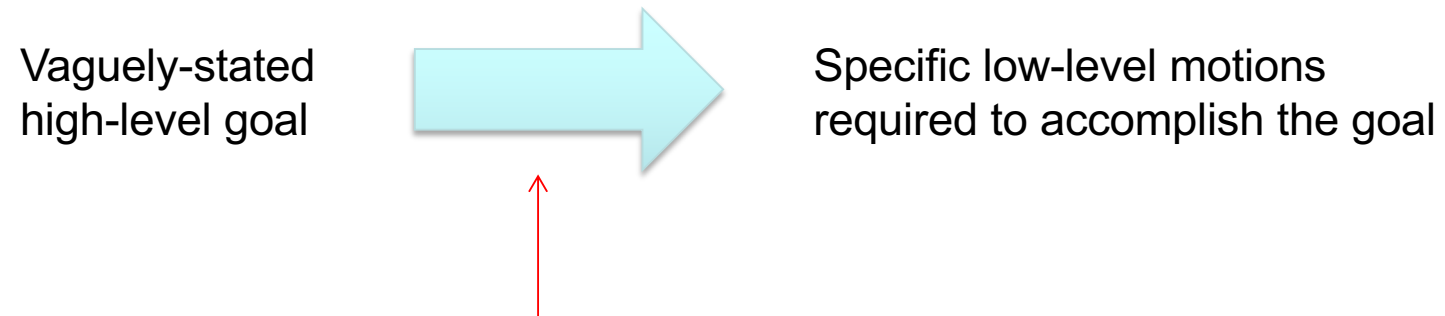 Vaguely-stated
high-level goal
Specific low-level motions
required to accomplish the goal